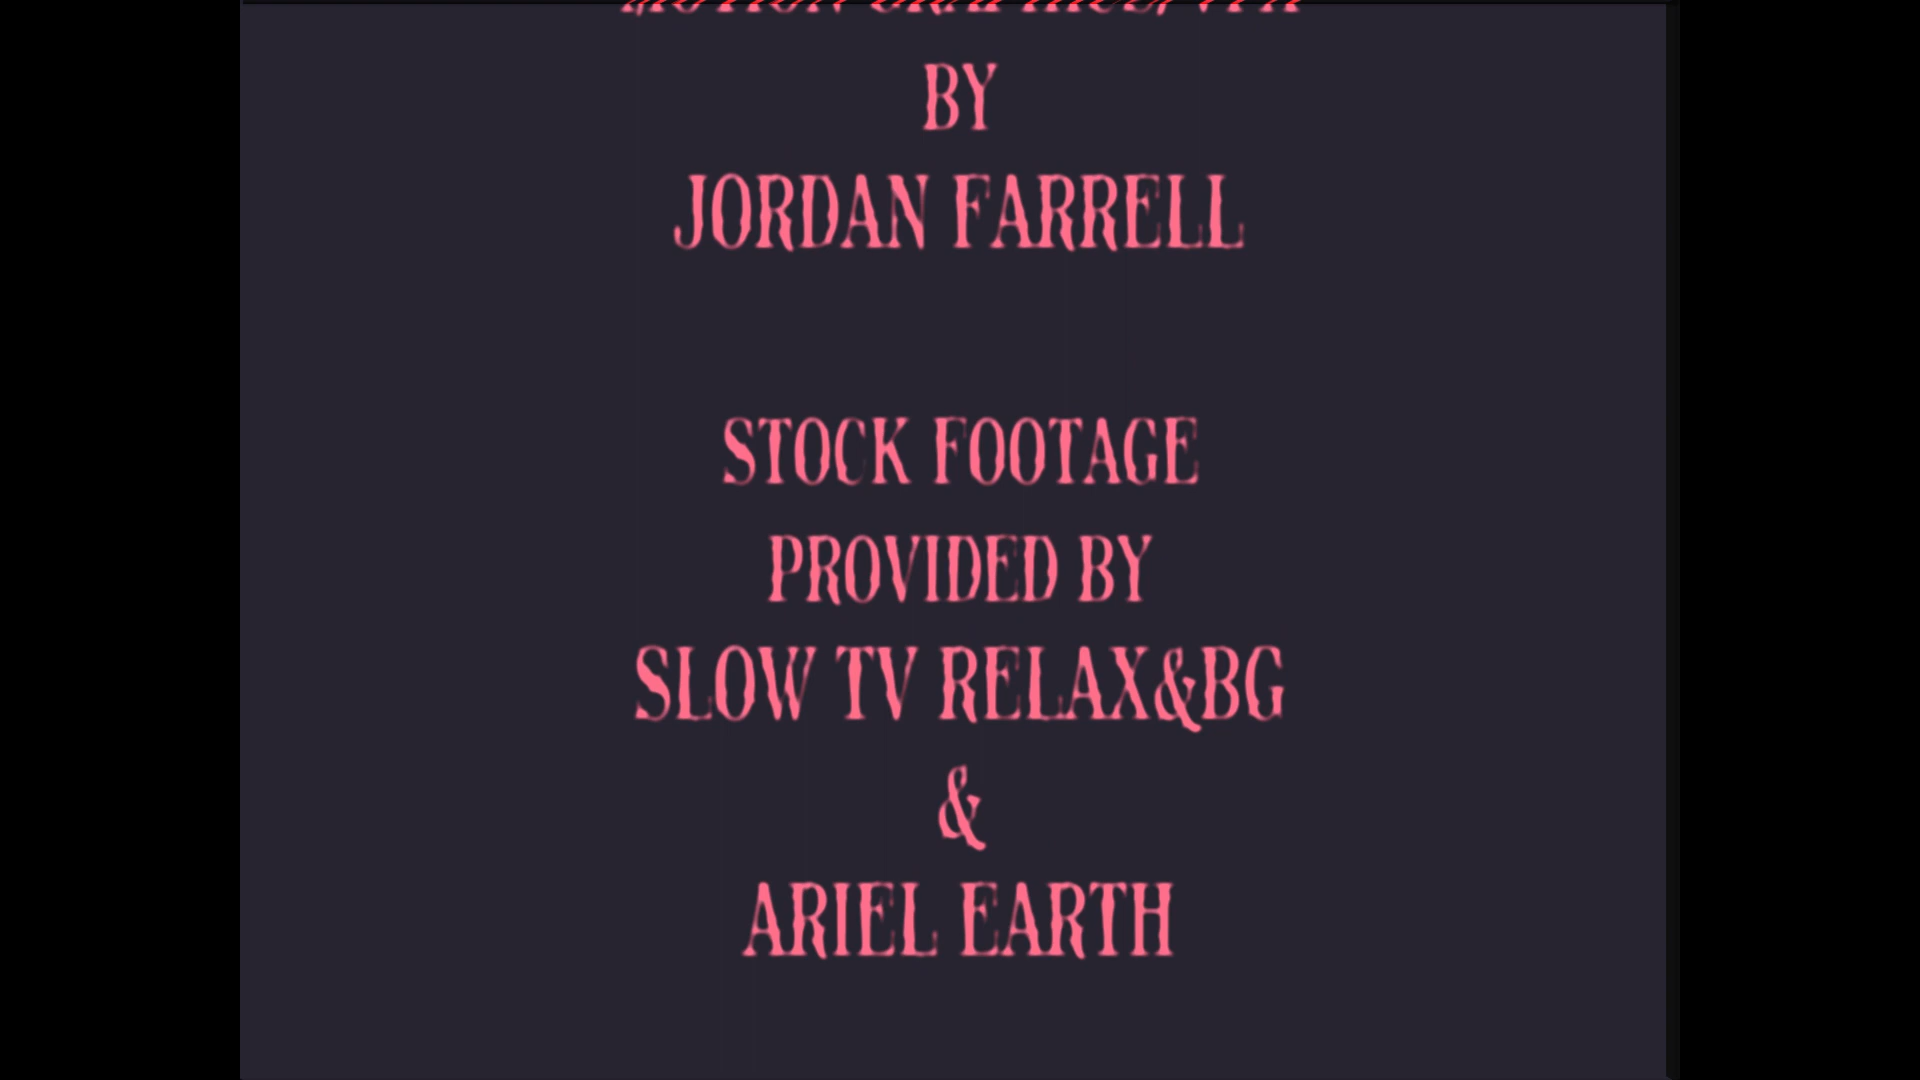 BY
JORDAN FARRELL
STOCK FOOTAGE
PROVIDED BY
SLOW TV RELAX&BG
&
ARIEL EARTH